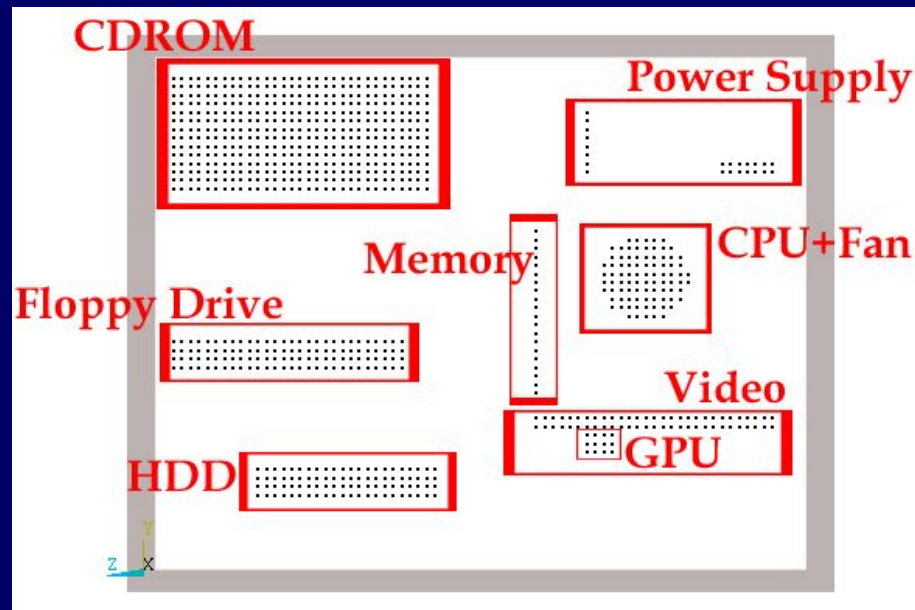 CDROM
Power Supply
Memory
CPU+Fan
Floppy Drive
Video
GPU
HDD
Y
Z
X